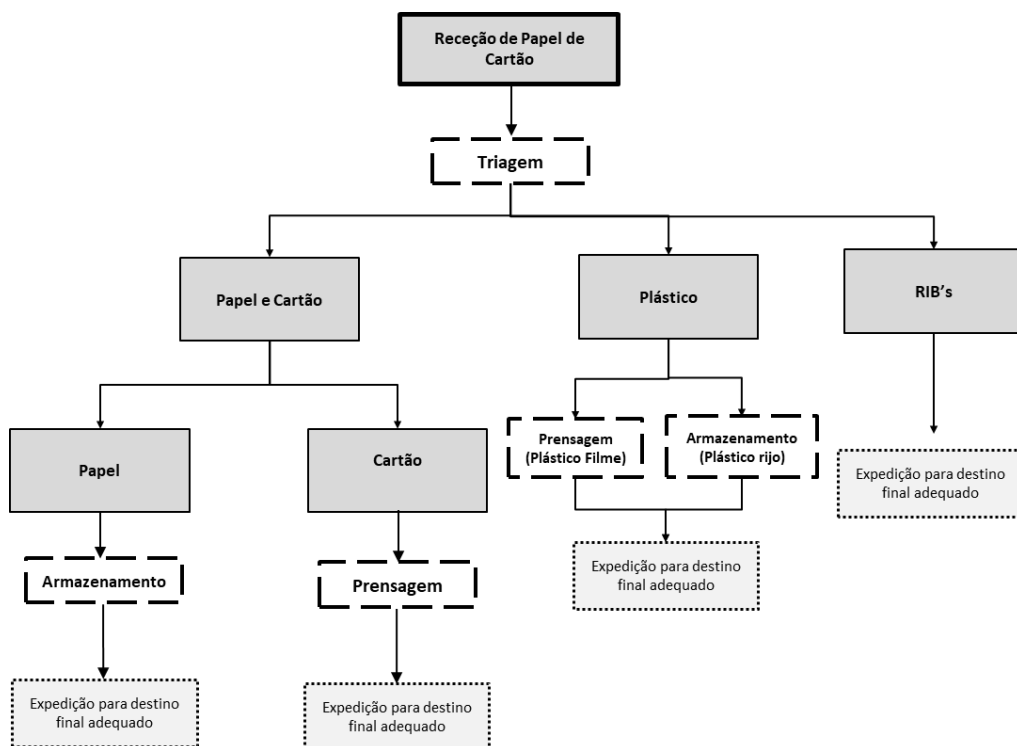 Receção de Papel de
Cartão
Triagem
Papel e Cartão
Plástico
RIB’s
Papel
Cartão
Prensagem
(Plástico Filme)
Armazenamento
(Plástico rijo)
Expedição para destino
final adequado
Expedição para destino
final adequado
Armazenamento
Prensagem
Expedição para destino
final adequado
Expedição para destino
final adequado